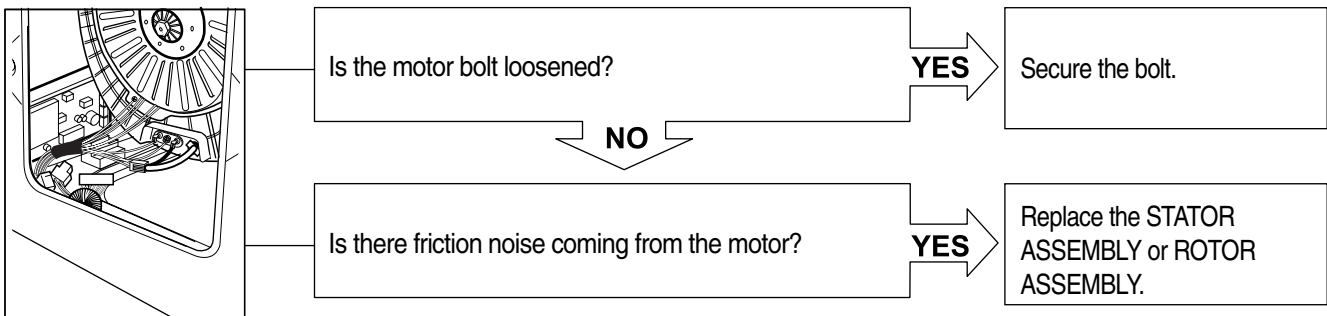 Is the motor bolt loosened?
YES
Secure the bolt.
NO
Is there friction noise coming from the motor?
YES
Replace the STATOR
ASSEMBLY or ROTOR
ASSEMBLY.